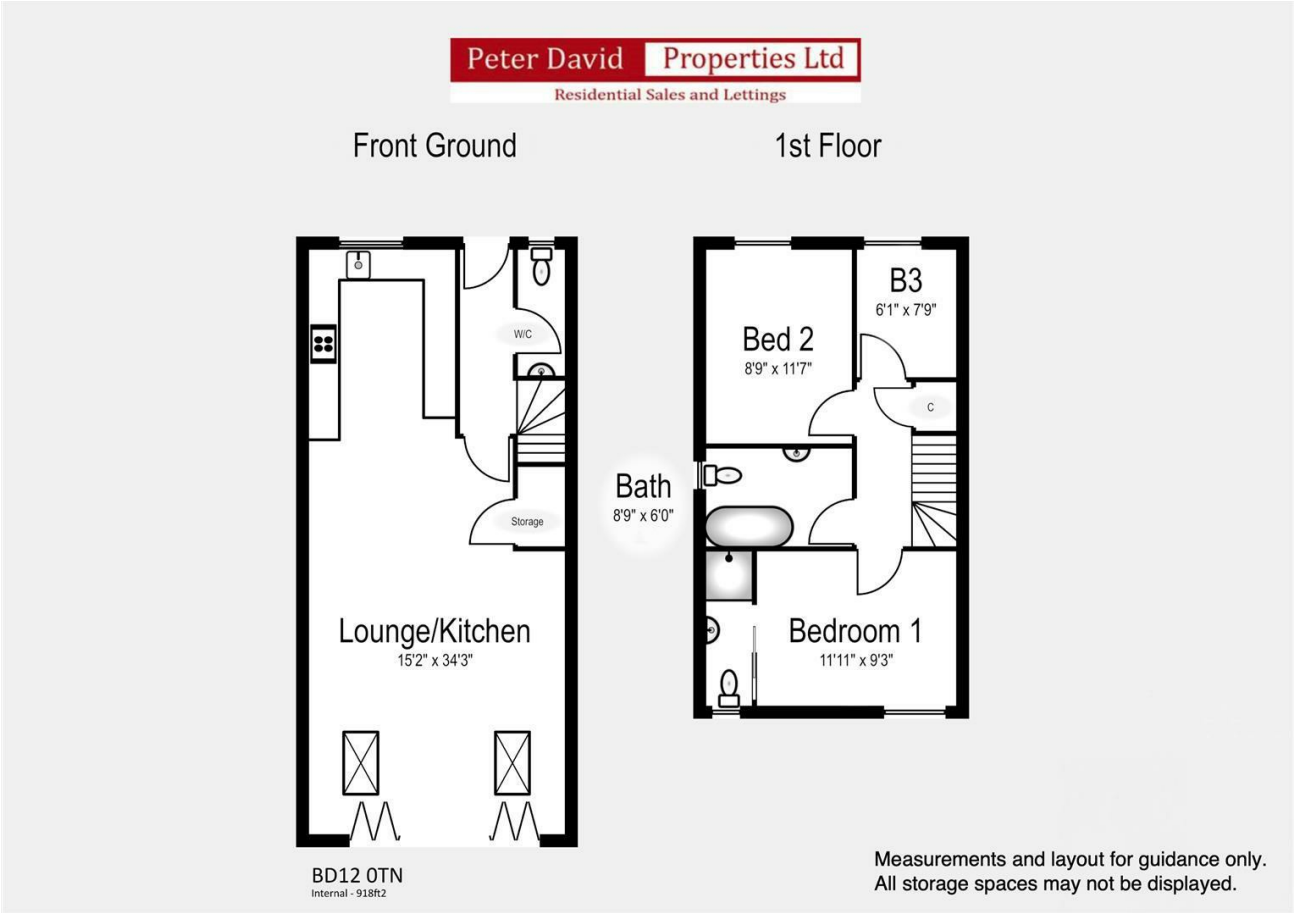 Peter David Properties Ltd
Residential Sales and Lettings
Front Ground
1st Floor
B3
6'1" x 7'9"
W/C
Bed 2
8'9" x 11'7"
C
Bath
8'9" x 6'0"
Storage
Lounge/Kitchen
15'2" x 34'3"
Bedroom 1
11'11" x 9'3"
BD12 0TN
Internal - 918ft2
Measurements and layout for guidance only.
All storage spaces may not be displayed.